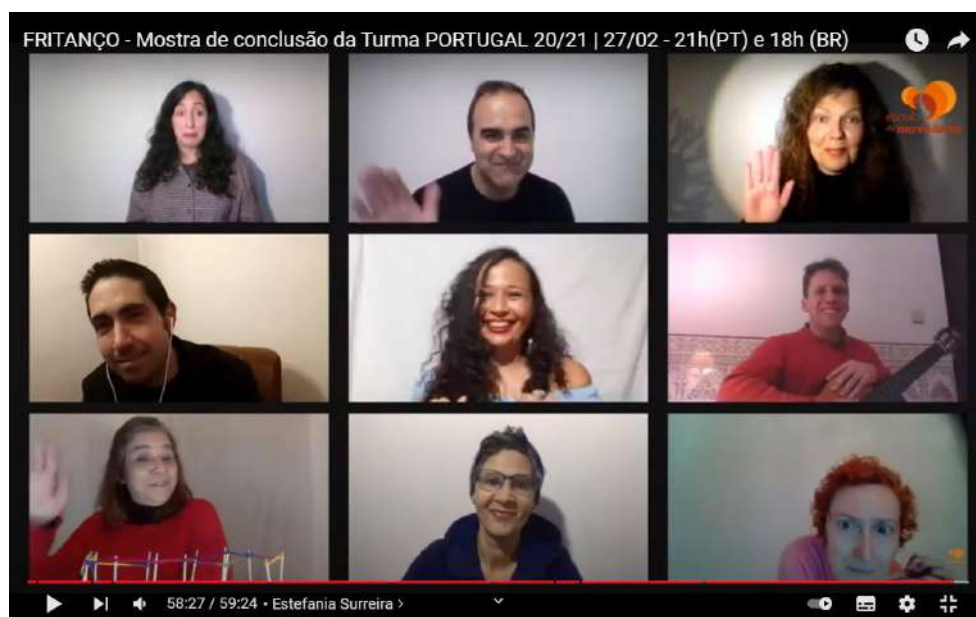 FRITANÇO - Mostra de conclusão da Turma PORTUGAL 20/21 | 27/02 - 21h(PT) e 18h (BR)
escola
58:27 / 59:24 • Estefania Surreira >